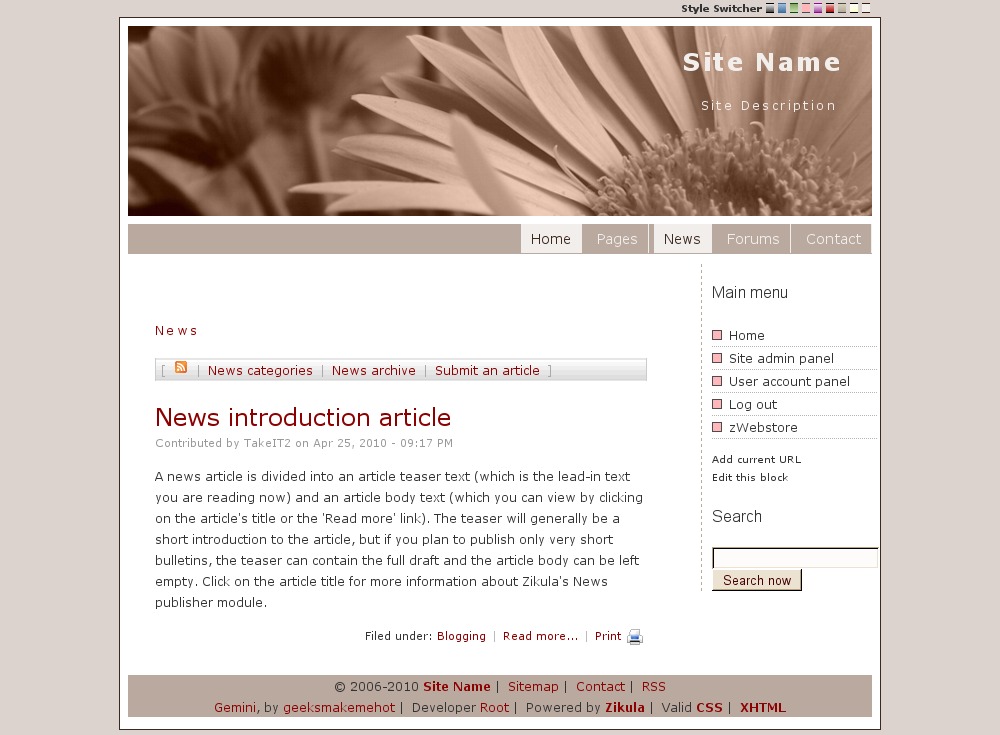 Style Switcher
Site Name
Site Description
Home Pages News Forums Contact
News
[ | News categories | News archive | Submit an article ]
News introduction article
Contributed by TakeIT2 on Apr 25, 2010 - 09:17 PM
A news article is divided into an article teaser text (which is the lead-in text
you are reading now) and an article body text (which you can view by clicking
on the article's title or the 'Read more' link). The teaser will generally be a
short introduction to the article, but if you plan to publish only very short
bulletins, the teaser can contain the full draft and the article body can be left
empty. Click on the article title for more information about Zikula's News
publisher module.
Filed under: Blogging | Read more... | Print
Main menu
Home
Site admin panel
User account panel
Log out
zWebstore
Add current URL
Edit this block
Search
Search now
© 2006-2010 Site Name | Sitemap | Contact | RSS
Gemini, by geeksmakemehot | Developer Root | Powered by Zikula | Valid CSS | XHTML